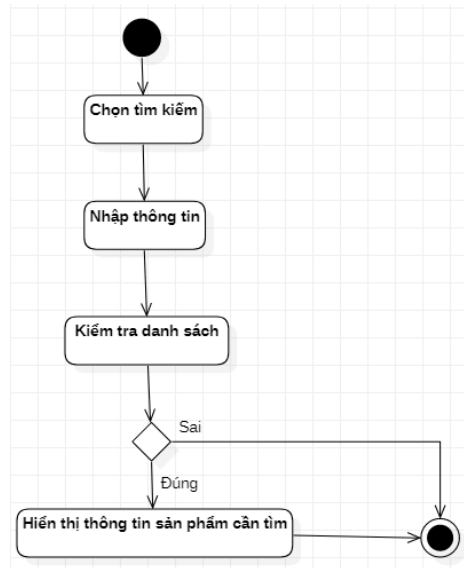 Chọn tìm kiếm
Nhập thông tin
Kiểm tra danh sách
Sai
Đúng
Hiển thị thông tin sản phẩm cần tìm